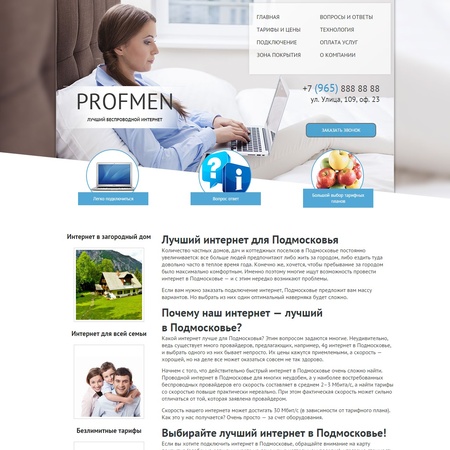 ГЛАВНАЯ
ВОПРОСЫ И ОТВЕТЫ
ТАРИФЫ И ЦЕНЫ
ТЕХНОЛОГИЯ
ПОДКЛЮЧЕНИЕ
ОПЛАТА УСЛУГ
ЗОНА ПОКРЫТИЯ
О КОМПАНИИ
PROFMEN
ЛУЧШИЙ БЕСПРОВОДНОЙ ИНТЕРНЕТ
+7 (965) 888 88 88
ул. Улица, 109, оф. 23
ЗАКАЗАТЬ ЗВОНОК
Легко подключиться
Вопрос ответ
Большой выбор тарифных
планов
Интернет в загородный дом
Интернет для всей семьи
Безлимитные тарифы
Лучший интернет для Подмосковья
Количество частных домов, дач и коттеджных поселков в Подмосковье постоянно
увеличивается: все больше людей предпочитают либо жить за городом, либо ездить туда
довольно часто в теплое время года. Конечно же, хочется, чтобы пребывание за городом
было максимально комфортным. Именно поэтому многие ищут возможность провести
интернет в Подмосковье — и с этим нередко возникают проблемы.
Если вам нужно заказать подключение интернет, Подмосковье предложит вам массу
вариантов. Но выбрать из них один оптимальный наверняка будет сложно.
Почему наш интернет — лучший
в Подмосковье?
Какой интернет лучше для Подмосковья? Этим вопросом задаются многие. Неудивительно,
ведь существует много провайдеров, предлагающих, например, 4g интернет в Подмосковье,
и выбрать одного из них бывает непросто. Их цены кажутся приемлемыми, а скорость —
хорошей, но на деле все может оказаться совсем не так здорово.
Начнем с того, что действительно быстрый интернет в Подмосковье очень сложно найти.
Проводной интернет в Подмосковье для многих неудобен, а у наиболее востребованных
беспроводных провайдеров его скорость составляет в среднем 2–3 Мбита/с, а найти тарифы
со скоростью повыше практически нереально. При этом фактическая скорость может сильно
отличаться от той, которая заявлена провайдером.
Скорость нашего интернета может достигать 30 Мбит/с (в зависимости от тарифного плана).
Как это у нас получается? Очень просто — за счет оборудования.
Выбирайте лучший интернет в Подмосковье!
Если вы хотите подключить интернет в Подмосковье, обращайте внимание на карту